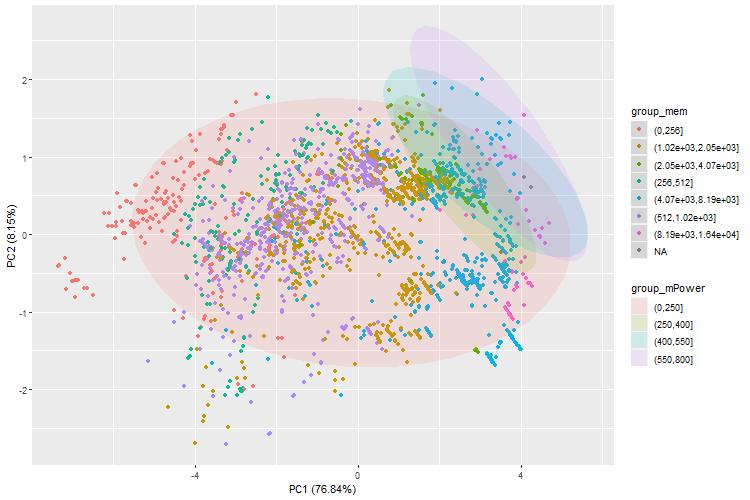 PC2 (8.15%)
2
1
0
-1
-2
-4
0
4
PC1 (76.84%)
group_mem
(0,256]
(1.02e+03,2.05e+03]
(2.05e+03,4.07e+03]
(256,512]
(4.07e+03,8.19e+03]
(512,1.02e+03]
(8.19e+03,1.64e+04]
NA
group_mPower
(0,250]
(250,400]
(400,550]
(550,800]